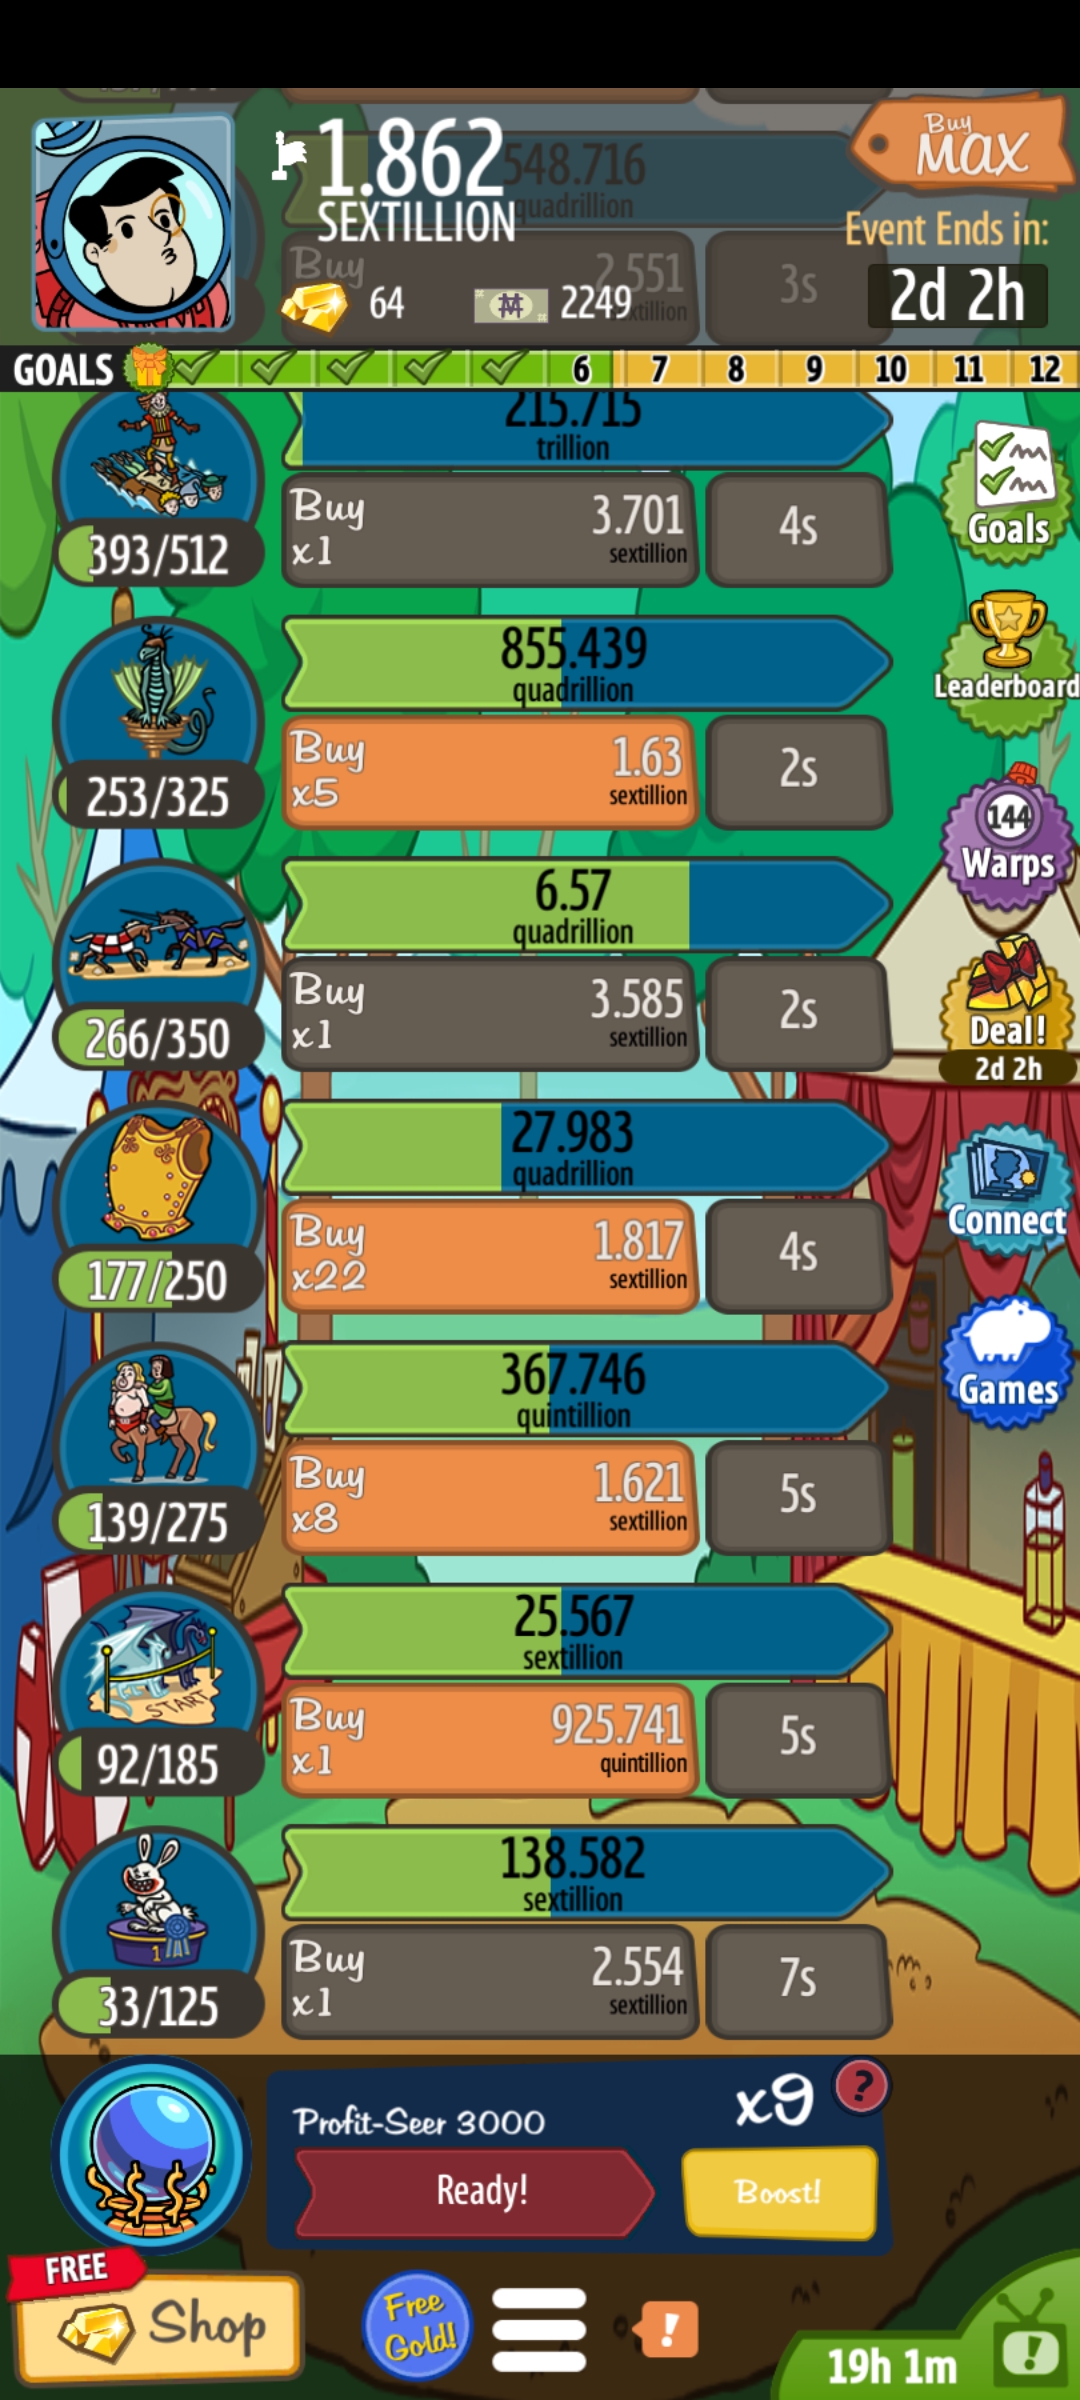 1.862
SEXTILLION
548.716
quadrillion
Buy
MAX
Event Ends in:
2d 2h
Buy
2.551
3s
64
2249
GOALS
6
7
8
9
10
11
12
215.715
trillion
393/512
Buy
x1
3.701
sextillion
4s
Goals
855.439
quadrillion
253/325
Buy
x5
1.63
sextillion
2s
Leaderboard
144
Warps
6.57
quadrillion
266/350
Buy
x1
3.585
sextillion
2s
Deal!
2d 2h
27.983
quadrillion
177/250
Buy
x22
1.817
sextillion
4s
Connect
367.746
quintillion
139/275
Buy
x8
1.621
sextillion
5s
Games
25.567
sextillion
START
92/185
Buy
x1
925.741
quintillion
5s
138.582
sextillion
1
33/125
Buy
x1
2.554
sextillion
7s
Profit-Seer 3000
x9
?
Ready!
Boost!
FREE
Shop
Free
Gold!
!
19h 1m
!